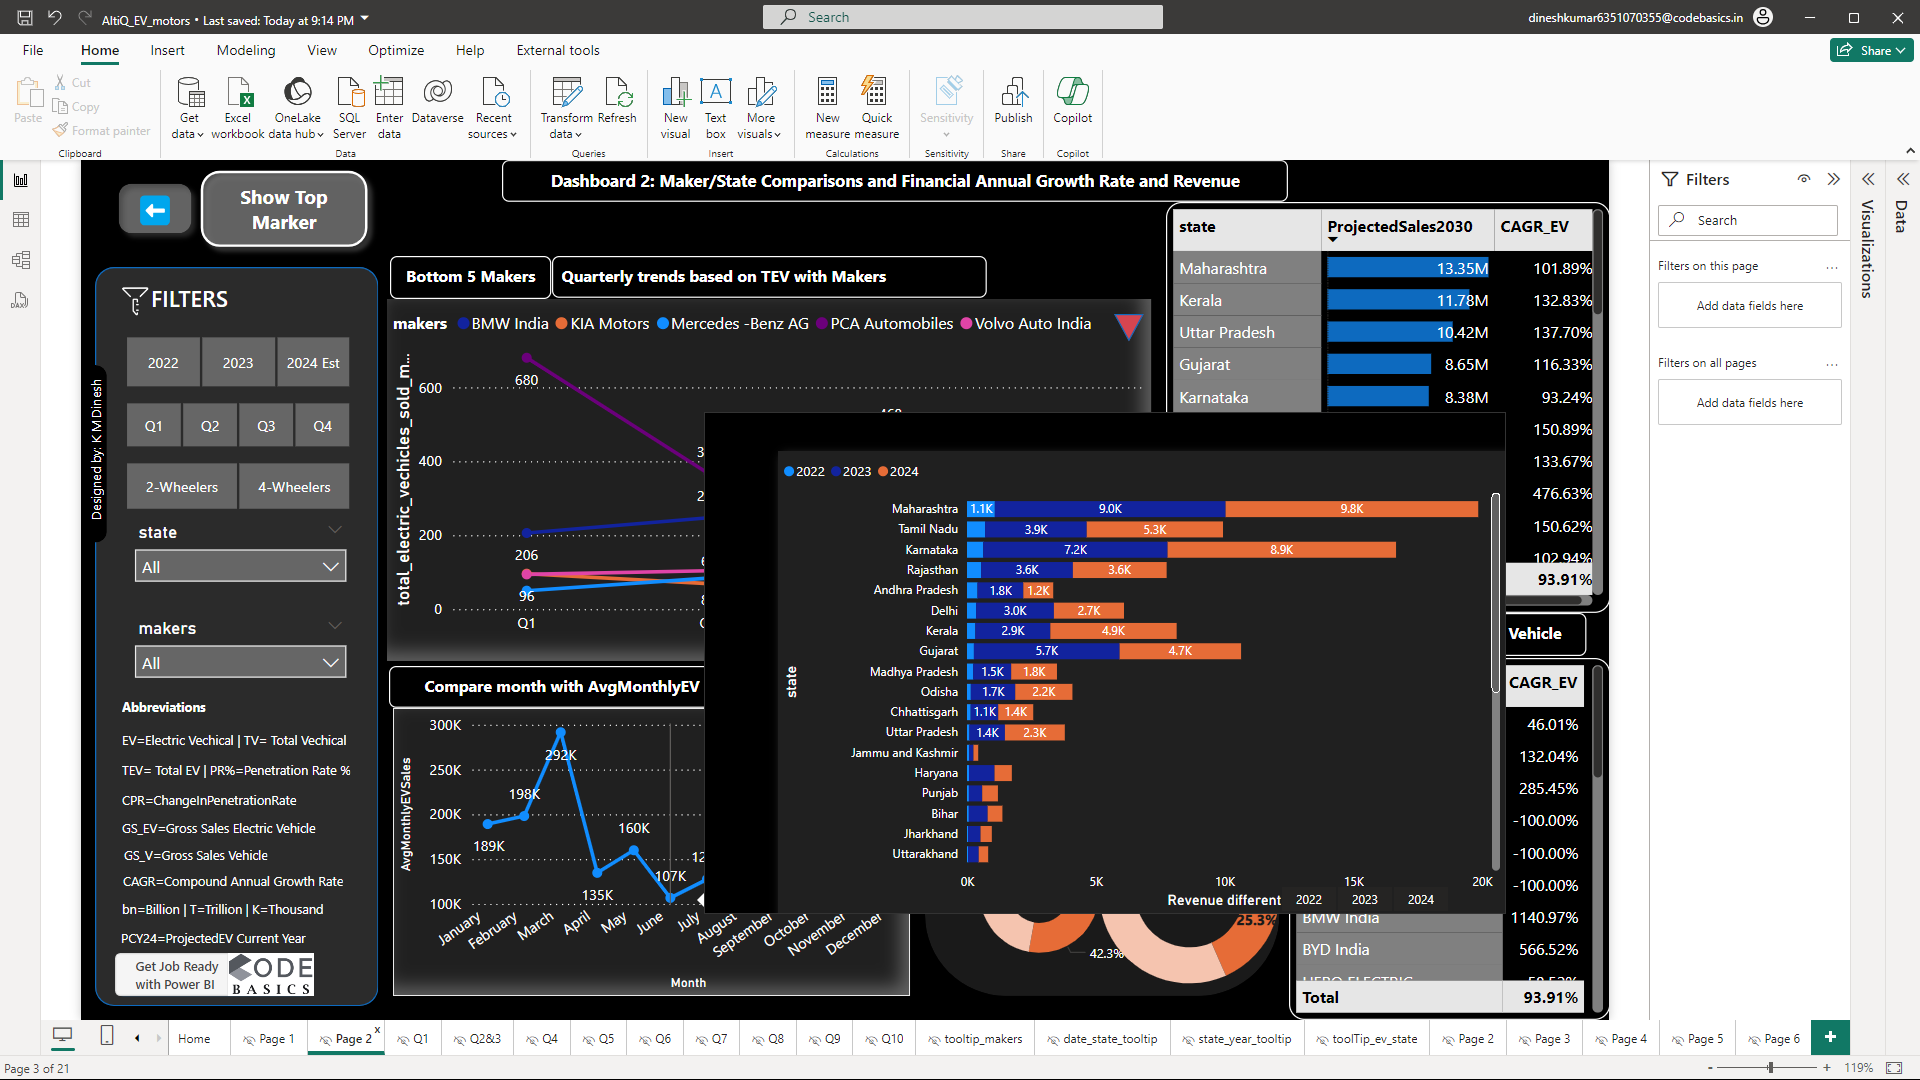 AltiQ_EV_motors • Last saved: Today at 9:14 PM
Search
dineshkumar6351070355@codebasics.in
File Home Insert Modeling View Optimize Help External tools
Share
Paste
Cut
Copy
Format painter
Clipboard
Get data
Excel workbook
OneLake data hub
SQL Server
Enter data
Dataverse
Recent sources
Data
Transform data
Refresh
Queries
New visual
Text box
More visuals
Insert
New measure
Quick measure
Calculations
Sensitivity
Sensitivity
Publish
Share
Copilot
Copilot
Show Top Marker
Dashboard 2: Maker/State Comparisons and Financial Annual Growth Rate and Revenue
FILTERS
2022 2023 2024 Est
Q1 Q2 Q3 Q4
2-Wheelers 4-Wheelers
state
All
makers
All
Designed by: K M Dinesh
Abbreviations
EV=Electric Vechical | TV= Total Vechical
TEV= Total EV | PR%=Penetration Rate %
CPR=ChangeInPenetrationRate
GS_EV=Gross Sales Electric Vehicle
GS_V=Gross Sales Vehicle
CAGR=Compound Annual Growth Rate
bn=Billion | T=Trillion | K=Thousand
PCY24=ProjectedEV Current Year
Get Job Ready
with Power BI
CODE
BASICS
Bottom 5 Makers
Quarterly trends based on TEV with Makers
makers BMW India KIA Motors Mercedes -Benz AG PCA Automobiles Volvo Auto India
total_electric_vechicles_sold_m...
600
400
200
0
680
206
96
Q1
Compare month with AvgMonthlyEV
AvgMonthlyEVSales
300K
250K
200K
150K
100K
189K
198K
292K
135K
160K
107K
January February March April May June July August September October November December
Month
state ProjectedSales2030 CAGR_EV
Maharashtra 13.35M 101.89%
Kerala 11.78M 132.83%
Uttar Pradesh 10.42M 137.70%
Gujarat 8.65M 116.33%
Karnataka 8.38M 93.24%
150.89%
133.67%
476.63%
150.62%
102.94%
93.91%
2022 2023 2024
state
Maharashtra 1.1K 9.0K 9.8K
Tamil Nadu 3.9K 5.3K
Karnataka 7.2K 8.9K
Rajasthan 3.6K 3.6K
Andhra Pradesh 1.8K 1.2K
Delhi 3.0K 2.7K
Kerala 2.9K 4.9K
Gujarat 5.7K 4.7K
Madhya Pradesh 1.5K 1.8K
Odisha 1.7K 2.2K
Chhattisgarh 1.1K 1.4K
Uttar Pradesh 1.4K 2.3K
Jammu and Kashmir
Haryana
Punjab
Bihar
Jharkhand
Uttarakhand
0K 5K 10K 15K 20K
Revenue different 2022 2023 2024
42.3%
25.3%
Vehicle
CAGR_EV
46.01%
132.04%
285.45%
-100.00%
-100.00%
-100.00%
BMW India 1140.97%
BYD India 566.52%
Total 93.91%
Filters
Search
Filters on this page
Add data fields here
Filters on all pages
Add data fields here
Visualizations
Data
Home Page 1 Page 2 Q1 Q2&3 Q4 Q5 Q6 Q7 Q8 Q9 Q10 tooltip_makers date_state_tooltip state_year_tooltip toolTip_ev_state Page 2 Page 3 Page 4 Page 5 Page 6
Page 3 of 21
119%